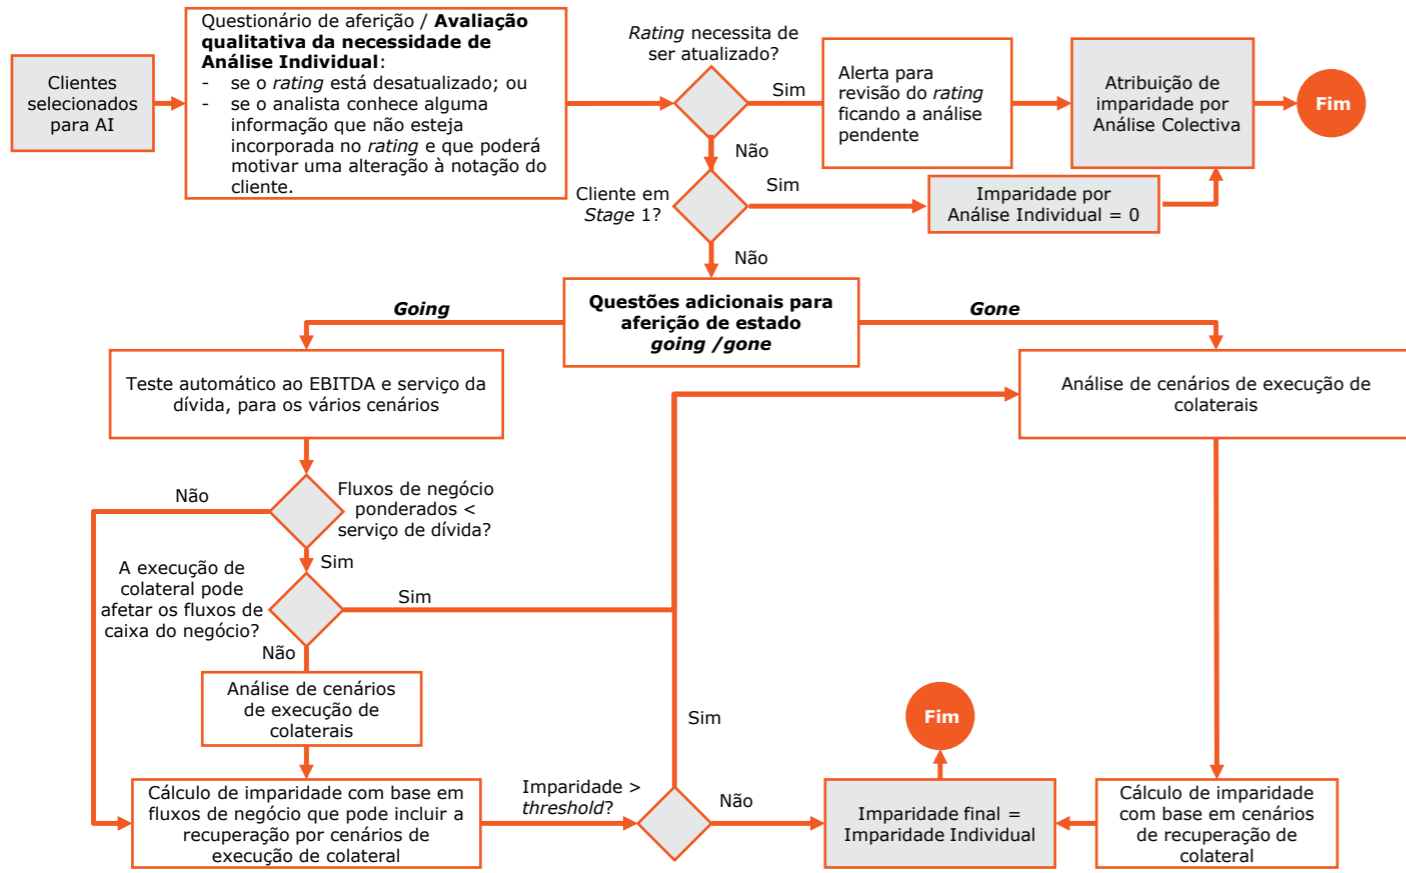 Clientes
selecionados
para AI
Questionário de aferição / Avaliação
qualitativa da necessidade de
Análise Individual:
- se o rating está desatualizado; ou
- se o analista conhece alguma
informação que não esteja
incorporada no rating e que poderá
motivar uma alteração à notação do
cliente.
Rating necessita de
ser atualizado?
Sim
Alerta para
revisão do rating
ficando a análise
pendente
Atribuição de
imparidade por
Análise Colectiva
Fim
Não
Cliente em
Stage 1?
Sim
Imparidade por
Análise Individual = 0
Não
Questões adicionais para
aferição de estado
going /gone
Going
Gone
Teste automático ao EBITDA e serviço da
dívida, para os vários cenários
Análise de cenários de execução de
colaterais
Não
Fluxos de negócio
ponderados <
serviço de dívida?
Sim
A execução de
colateral pode
afetar os fluxos de
caixa do negócio?
Sim
Não
Análise de cenários
de execução de
colaterais
Sim
Fim
Cálculo de imparidade com base em
fluxos de negócio que pode incluir a
recuperação por cenários de
execução de colateral
Imparidade >
threshold?
Não
Imparidade final =
Imparidade Individual
Cálculo de imparidade
com base em cenários
de recuperação de
colateral